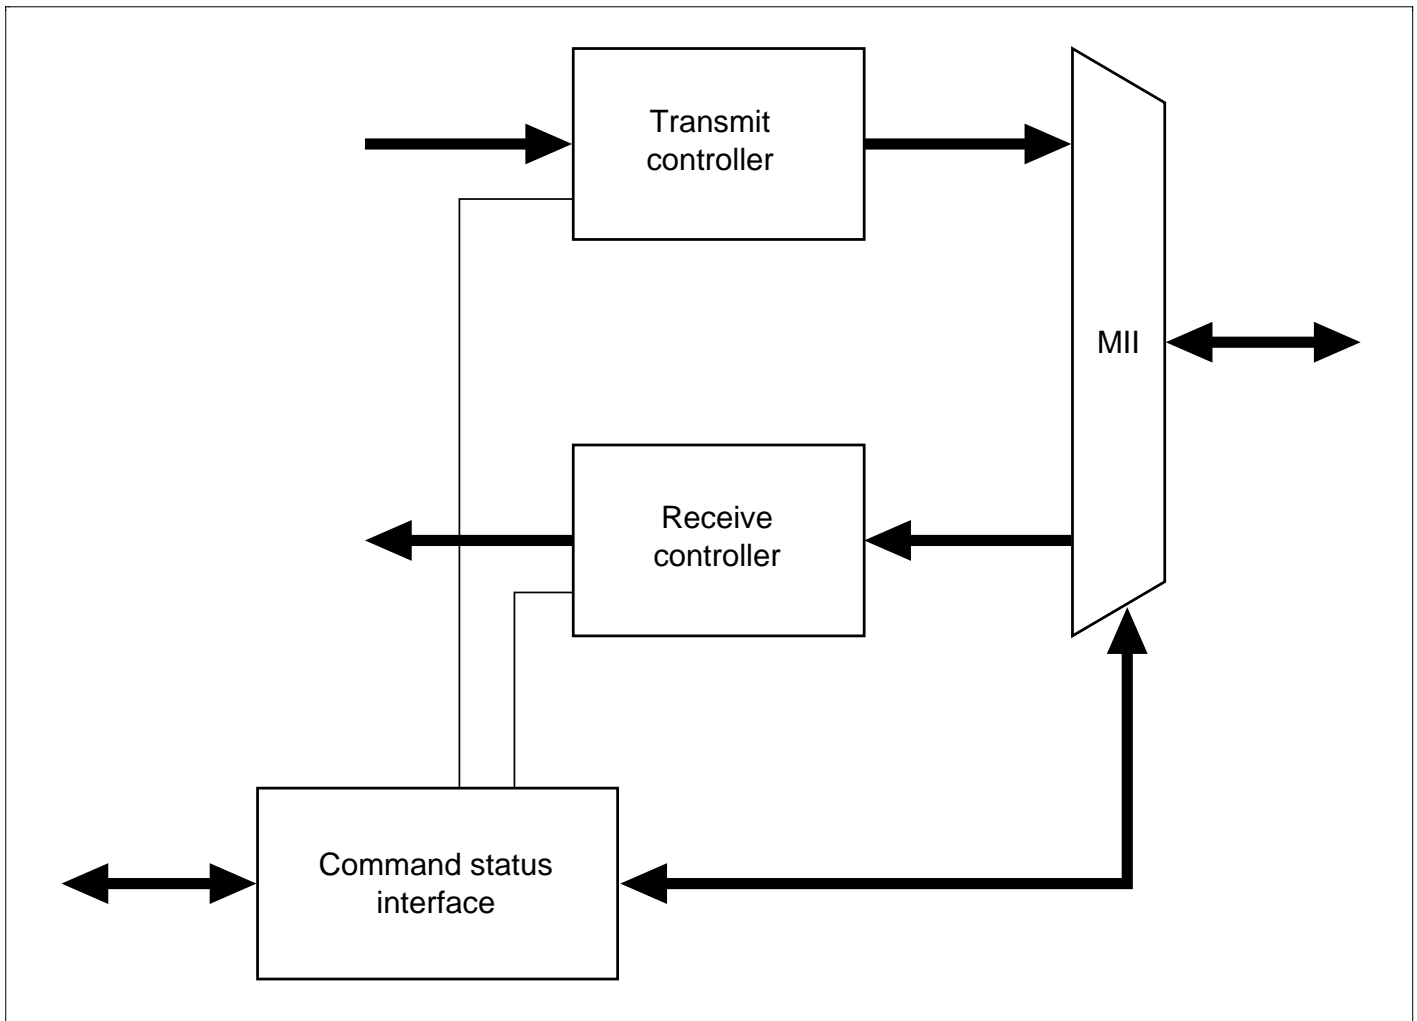 Transmit
controller
MII
Receive
controller
Command status
interface